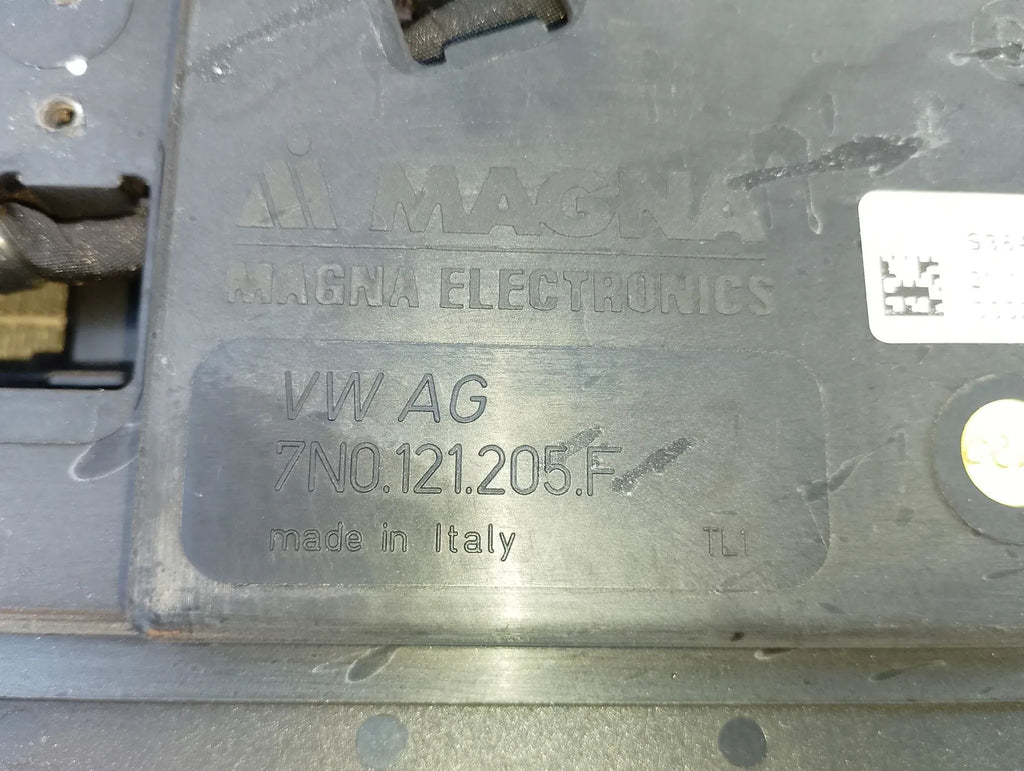 MAGNA
MAGNA ELECTRONICS
VW AG
7N0.121.205.F
made in Italy
TL1